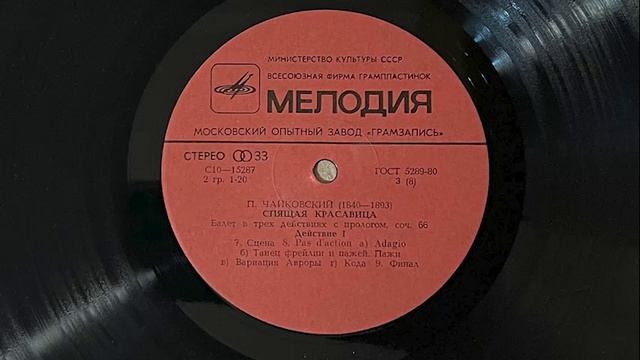 МИНИСТЕРСТВО КУЛЬТУРЫ СССР
ВСЕСОЮЗНАЯ ФИРМА ГРАМПЛАСТИНОК
МЕЛОДИЯ
МОСКОВСКИЙ ОПЫТНЫЙ ЗАВОД «ГРАМЗАПИСЬ»
СТЕРЕО 33
С10—15287 ГОСТ 5289-80
2 гр. 1-20 3 (8)
П. ЧАЙКОВСКИЙ (1840—1893)
СПЯЩАЯ КРАСАВИЦА
Балет в трех действиях с прологом, соч. 66
Действие I
7. Сцена 8. Pas d'action а) Adagio
б) Танец фрейлин и пажей. Пажи
в) Вариация Авроры г) Кода 9. Финал